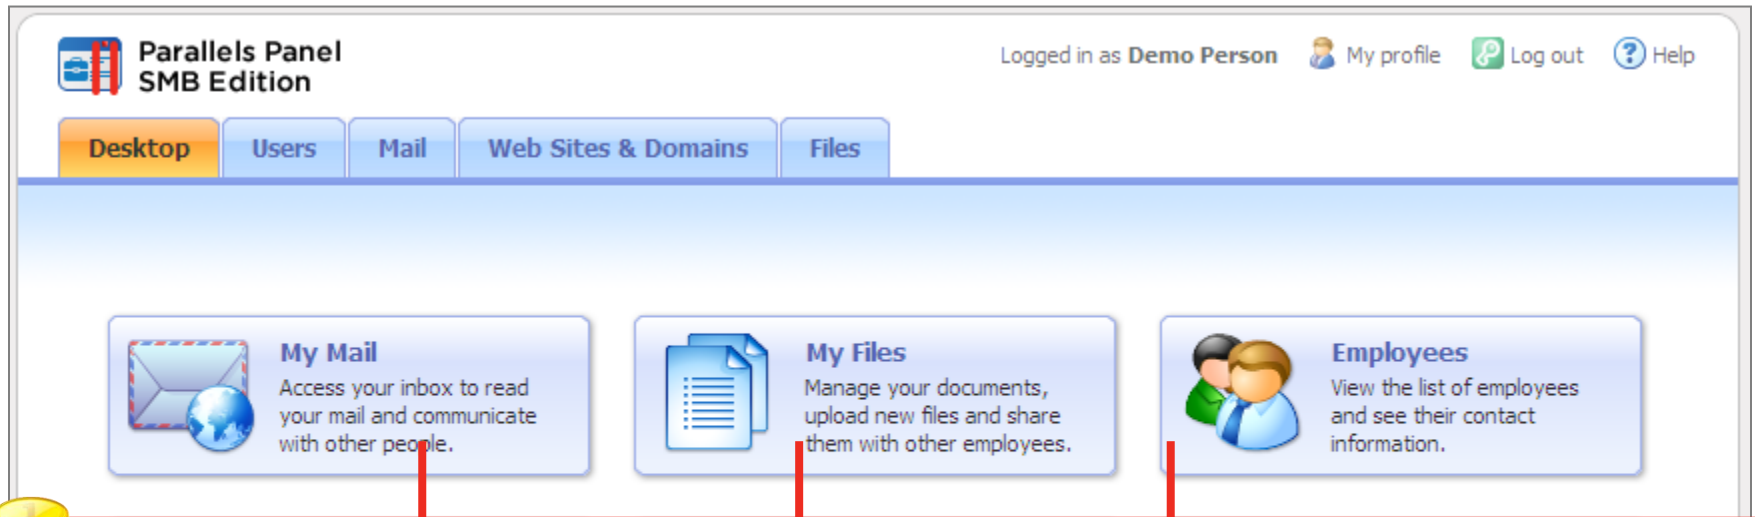 Parallels Panel
SMB Edition
Logged in as Demo Person My profile Log out Help
Desktop Users Mail Web Sites & Domains Files
My Mail
Access your inbox to read
your mail and communicate
with other people.
My Files
Manage your documents,
upload new files and share
them with other employees.
Employees
View the list of employees
and see their contact
information.